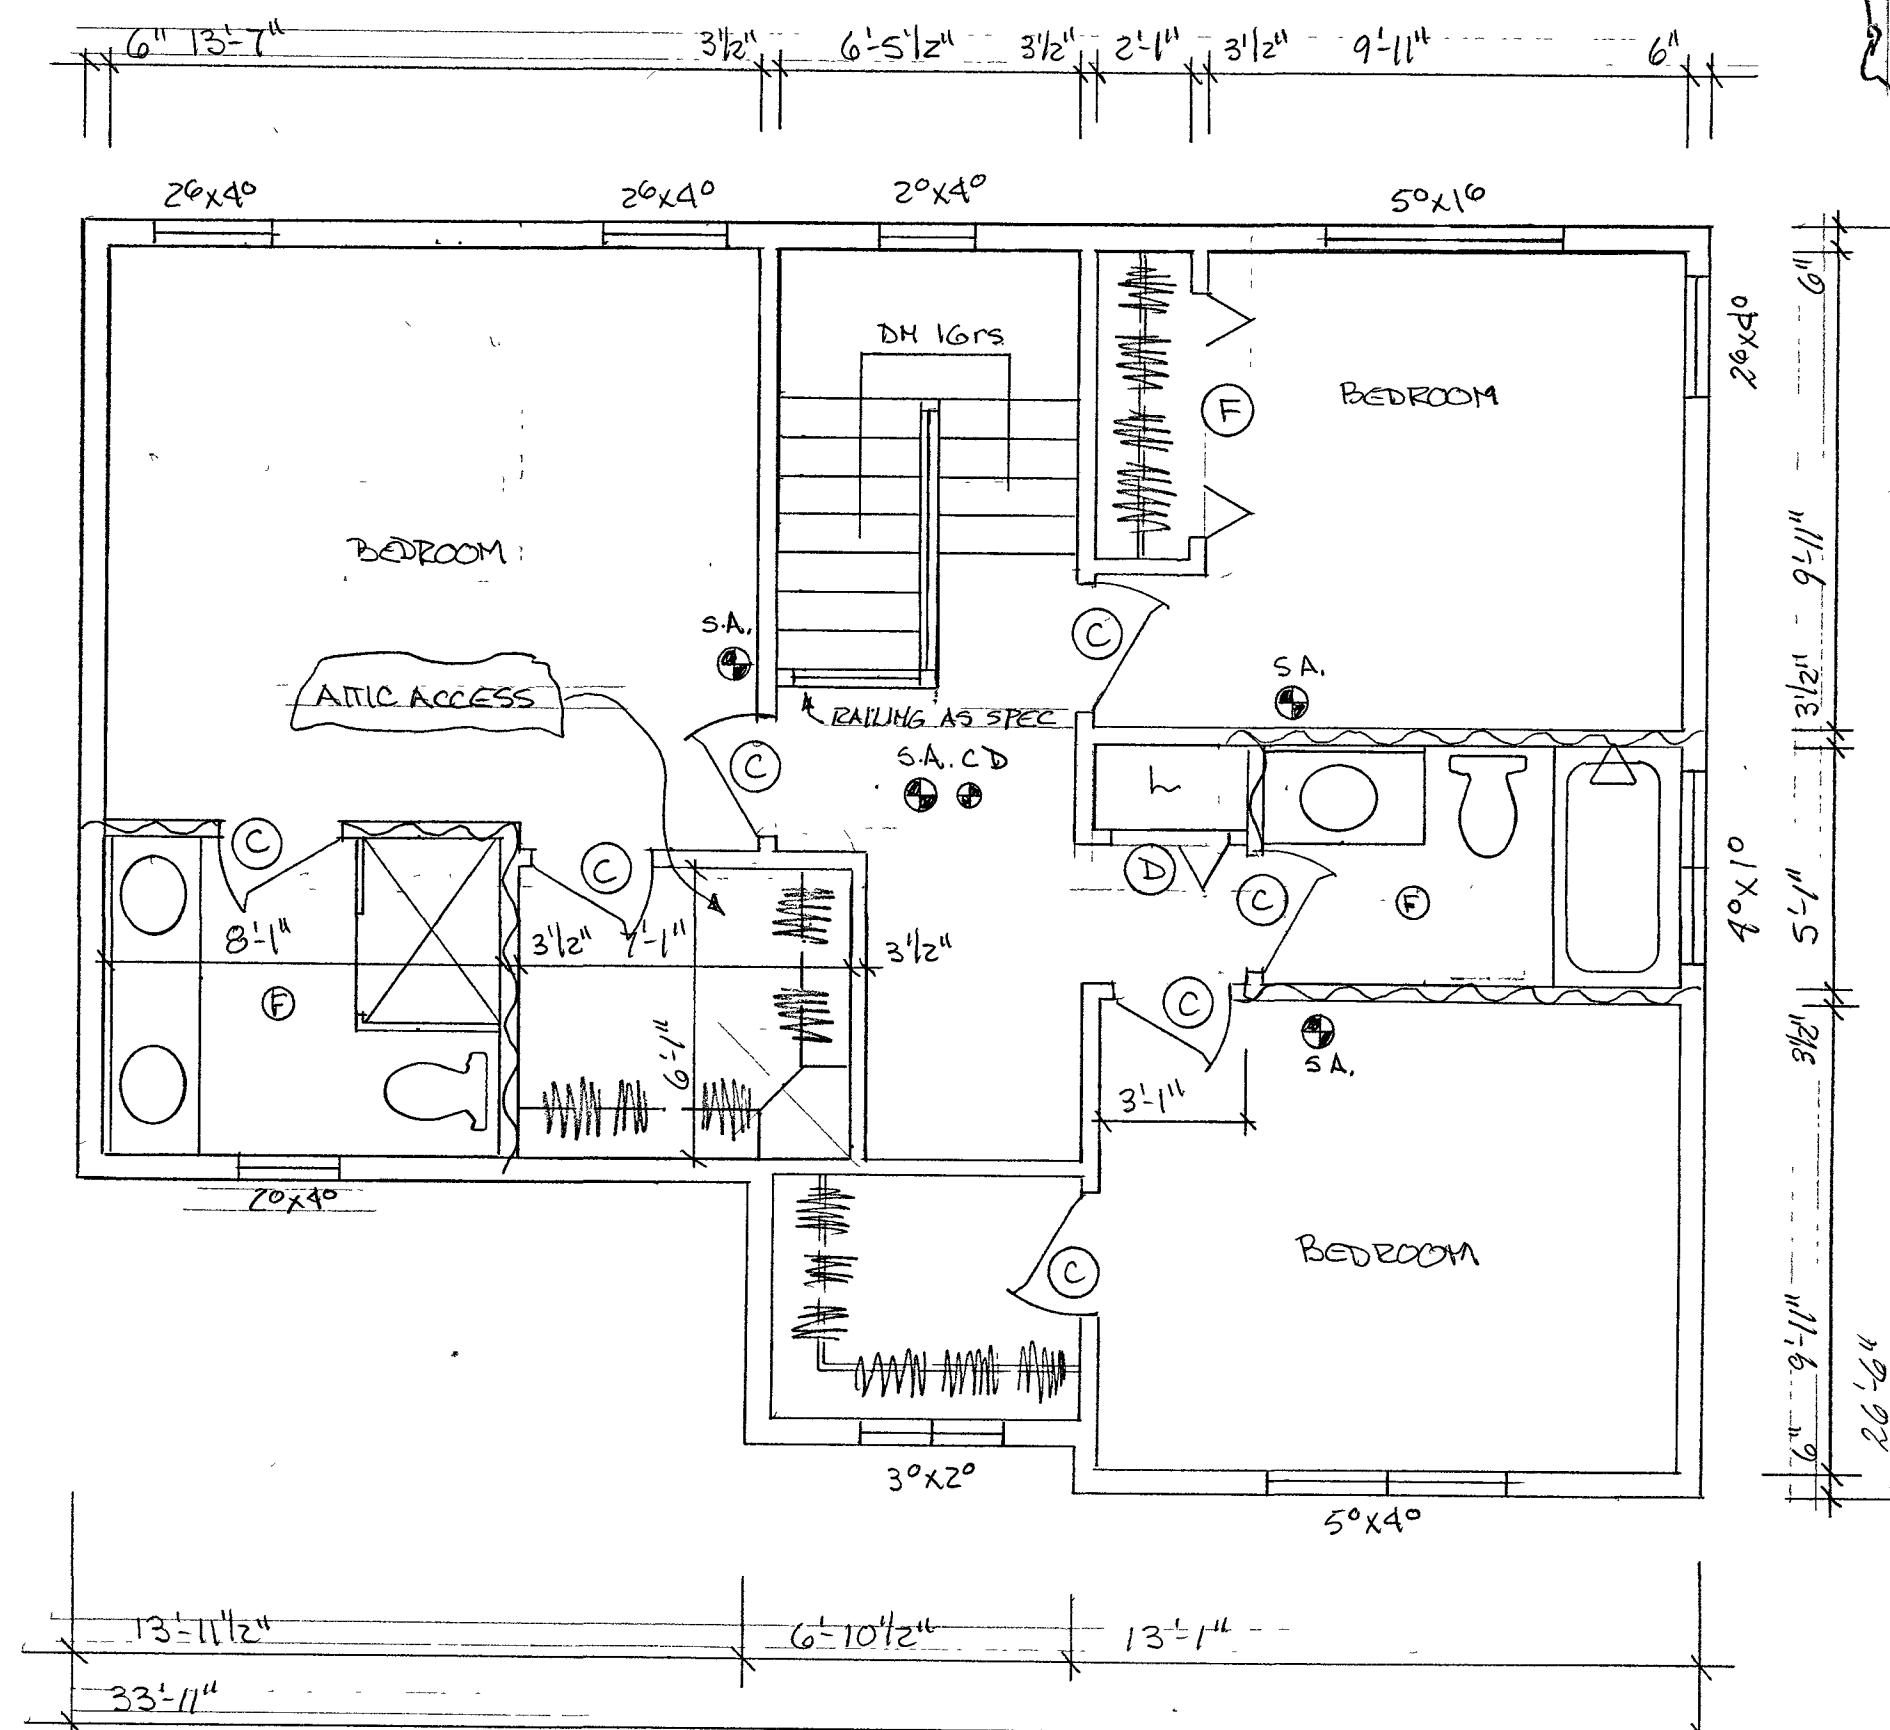 6" 13'-7" 3½" 6'-5½" 3½" 2'-1" 3½" 9'-11" 6"
2⁶x4⁰ 2⁶x4⁰ 2⁰x4⁰ 5⁰x1⁶
6"
2⁶x4⁰
DN 16rs
BEDROOM
F
BEDROOM
9'-11"
S.A.
C
S.A.
ATTIC ACCESS
3½"
RAILING AS SPEC
S.A. C D
C
L
C
C
D
C
F
4⁰x1⁰
5'-1"
8'-1" 3½" 7'-1" 3½"
F
C
3½"
S.A.
6'-1"
3'-1"
2⁰x4⁰
C
BEDROOM
9'-11"
26'-6"
6"
3⁰x2⁰
5⁰x4⁰
13'-11½" 6'-10½" 13'-1"
33'-11"